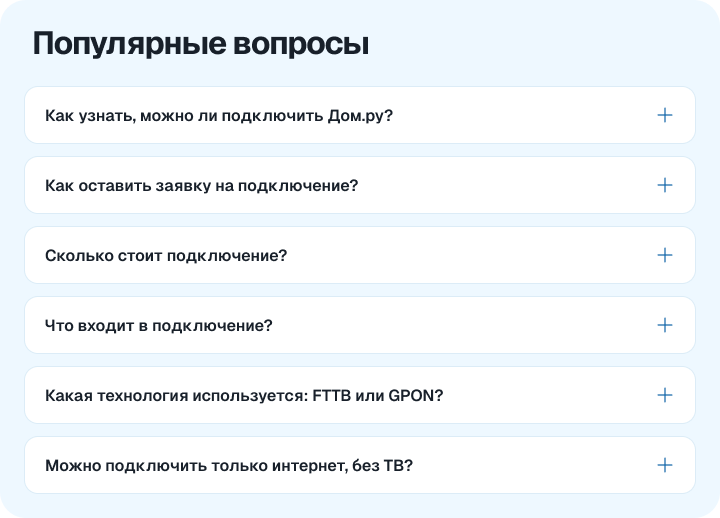 Популярные вопросы
Как узнать, можно ли подключить Дом.ру?
Как оставить заявку на подключение?
Сколько стоит подключение?
Что входит в подключение?
Какая технология используется: FTTB или GPON?
Можно подключить только интернет, без ТВ?